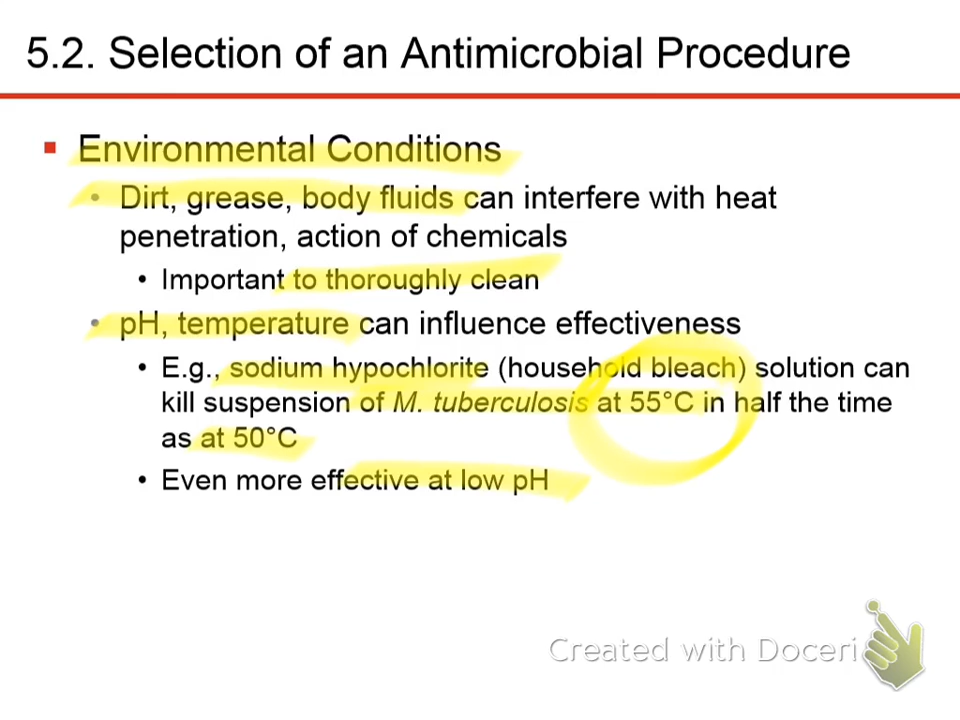 5.2. Selection of an Antimicrobial Procedure
Environmental Conditions
• Dirt, grease, body fluids can interfere with heat
penetration, action of chemicals
• Important to thoroughly clean
• pH, temperature can influence effectiveness
• E.g., sodium hypochlorite (household bleach) solution can
kill suspension of M. tuberculosis at 55°C in half the time
as at 50°C
• Even more effective at low pH
Created with Doceri